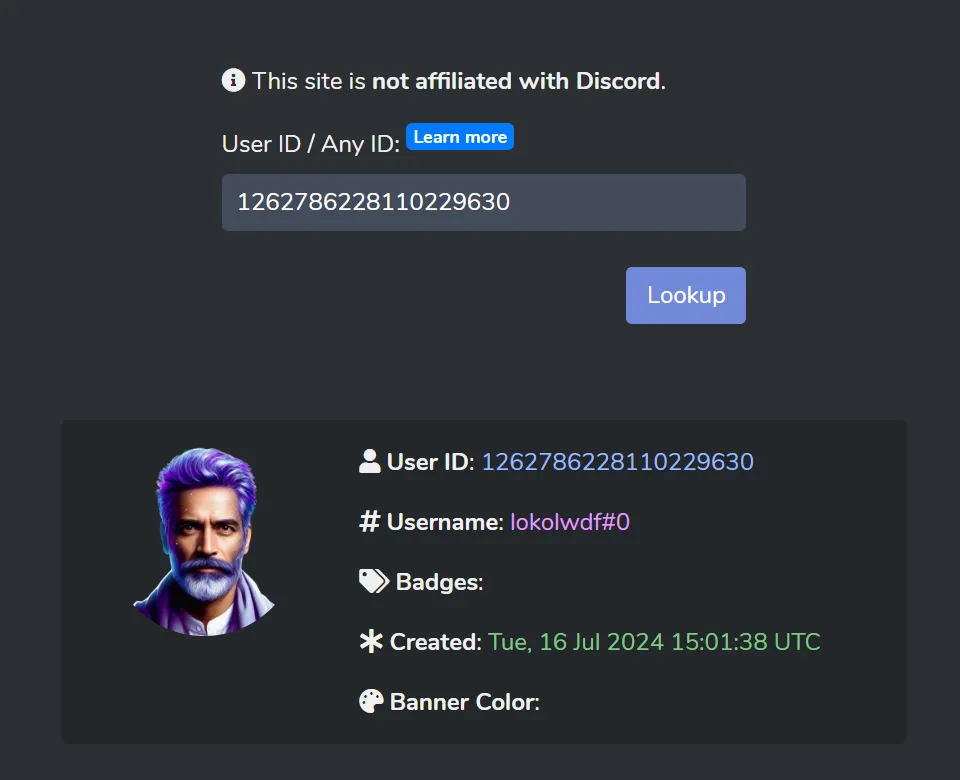 This site is not affiliated with Discord.
User ID / Any ID: Learn more
1262786228110229630
Lookup
User ID: 1262786228110229630
# Username: lokolwdf#0
Badges:
Created: Tue, 16 Jul 2024 15:01:38 UTC
Banner Color: